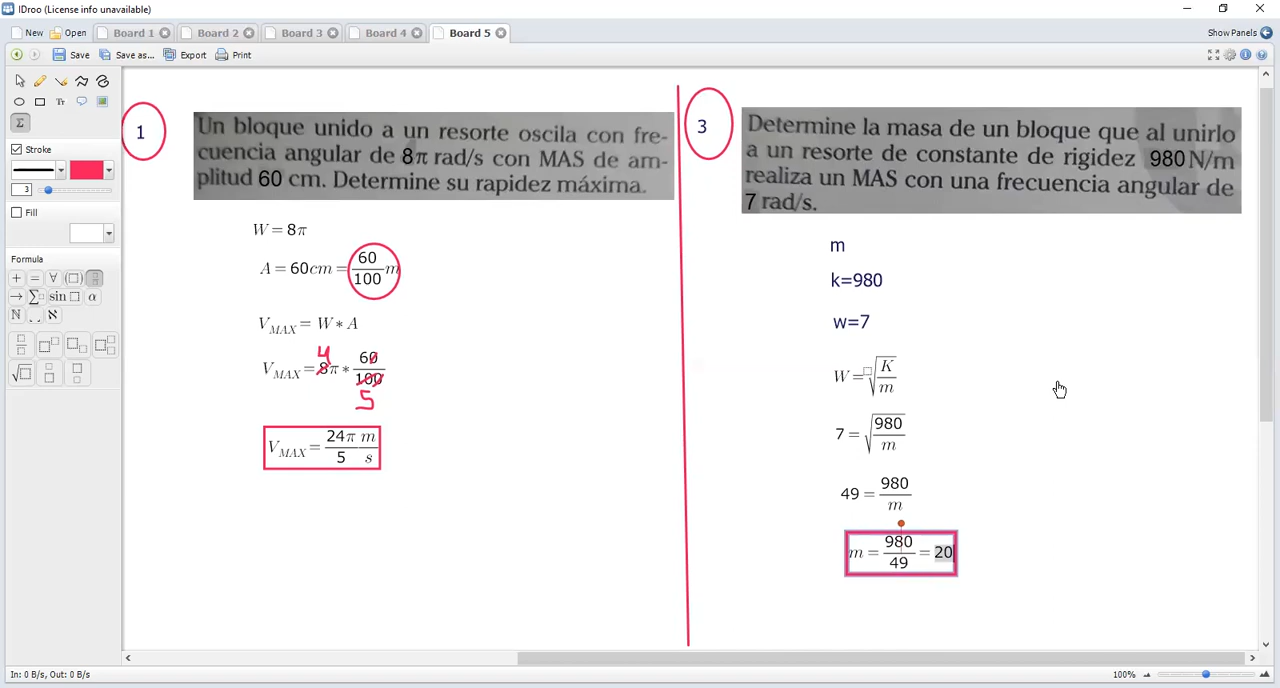 IDroo (License info unavailable)
New Open Board 1 Board 2 Board 3 Board 4 Board 5 Show Panels
Save Save as... Export Print
Stroke
3
Fill
Formula
1
Un bloque unido a un resorte oscila con fre-
cuencia angular de 8π rad/s con MAS de am-
plitud 60 cm. Determine su rapidez máxima.
W = 8π
A = 60cm = 60/100 m
V_MAX = W * A
V_MAX = 8π * 60/100
4
5
V_MAX = 24π/5 m/s
3
Determine la masa de un bloque que al unirlo
a un resorte de constante de rigidez 980 N/m
realiza un MAS con una frecuencia angular de
7 rad/s.
m
k=980
w=7
W = √(K/m)
7 = √(980/m)
49 = 980/m
m = 980/49 = 20
In: 0 B/s, Out: 0 B/s 100%